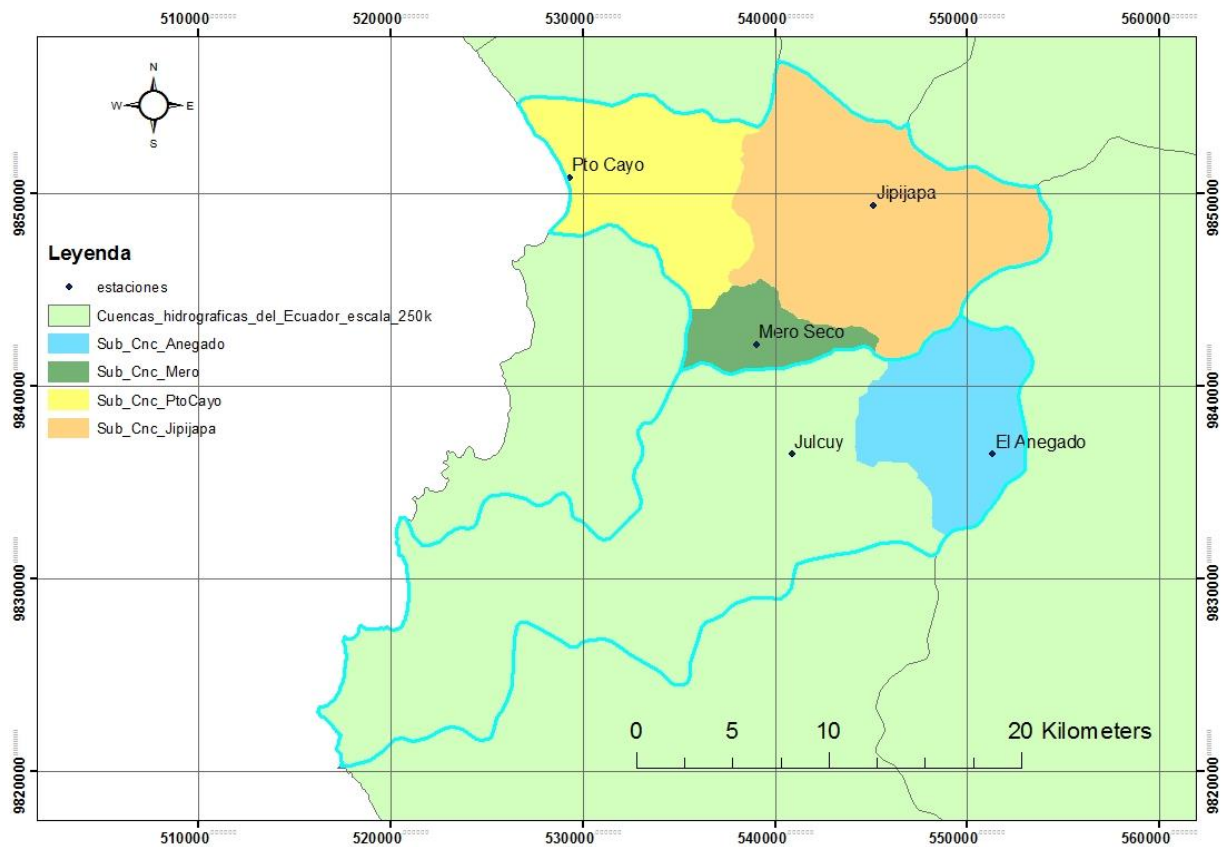 510000 520000 530000 540000 550000 560000
N
W E
S
9850000 9850000
Pto Cayo
Jipijapa
Leyenda
estaciones
Cuencas_hidrograficas_del_Ecuador_escala_250k
Sub_Cnc_Anegado
Sub_Cnc_Mero
Sub_Cnc_PtoCayo
Sub_Cnc_Jipijapa
Mero Seco
9840000 9840000
Julcuy
El Anegado
9830000 9830000
0 5 10 20 Kilometers
9820000 9820000
510000 520000 530000 540000 550000 560000